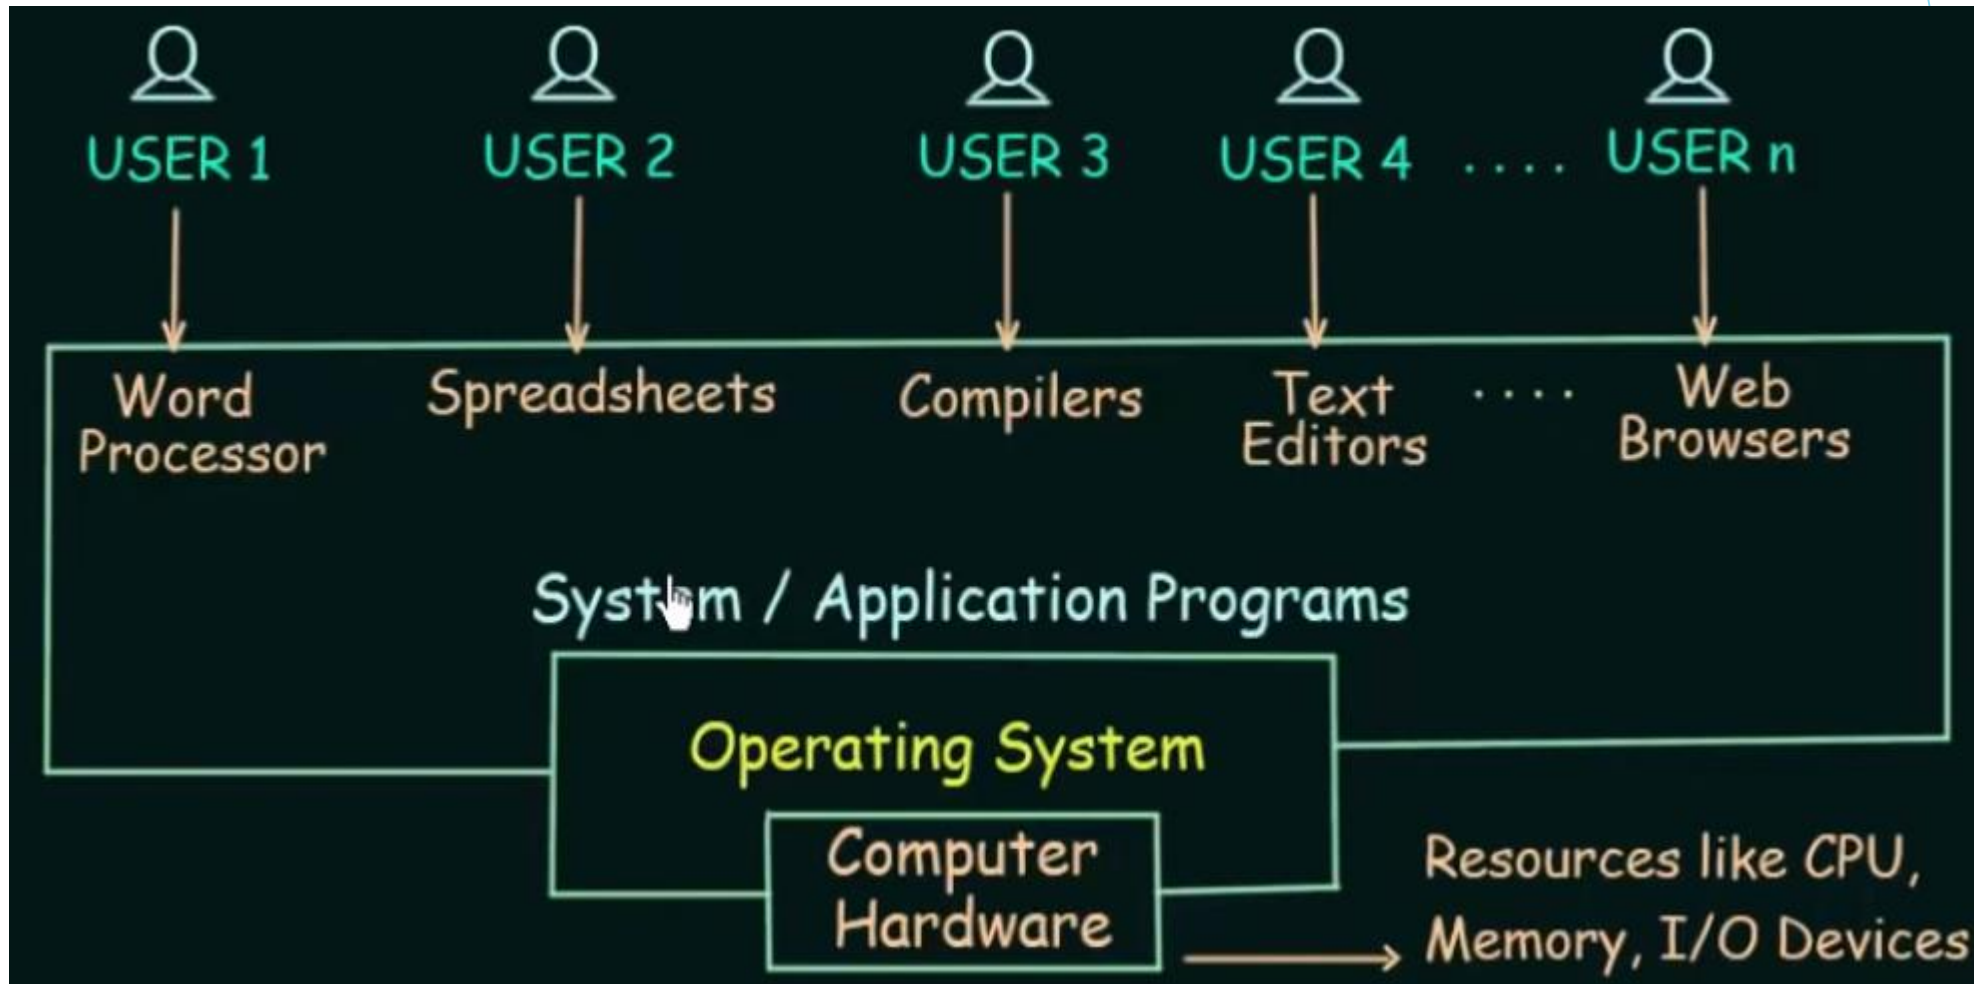 USER 1 USER 2 USER 3 USER 4 .... USER n
Word Processor
Spreadsheets
Compilers
Text Editors
....
Web Browsers
System / Application Programs
Operating System
Computer
Hardware
Resources like CPU,
Memory, I/O Devices